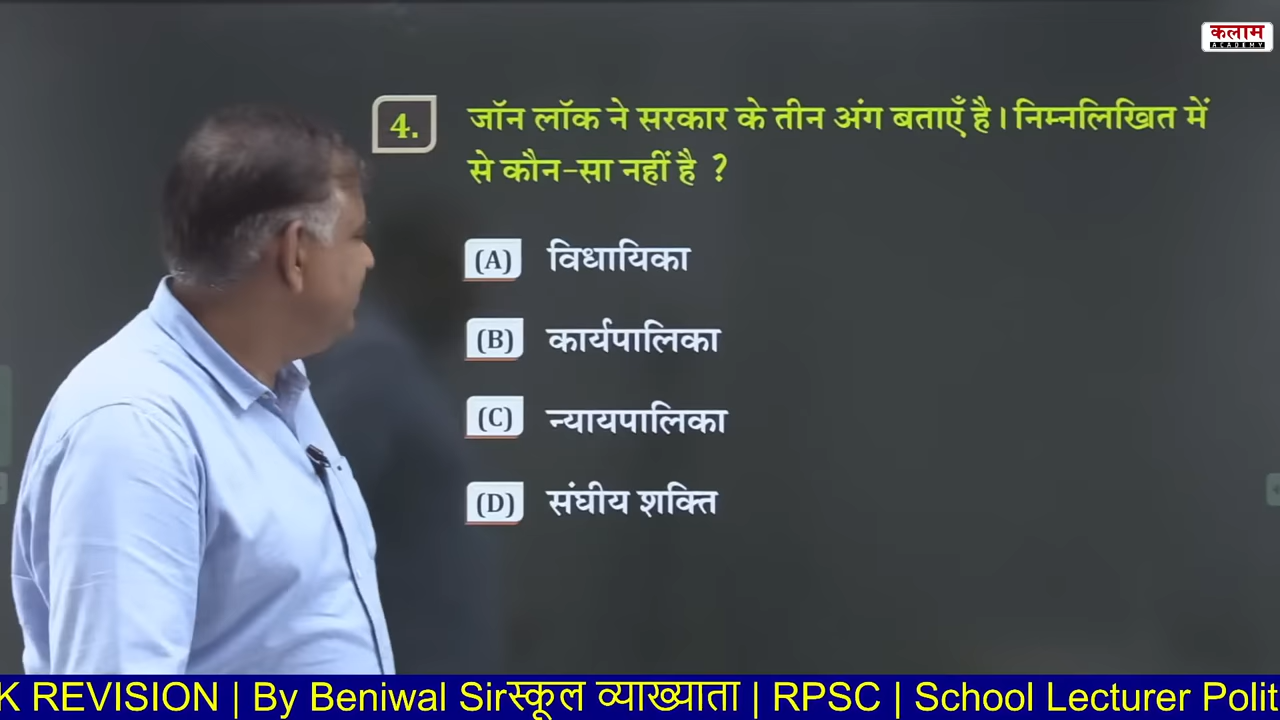 कलाम
ACADEMY
4.
जॉन लॉक ने सरकार के तीन अंग बताएँ है। निम्नलिखित में
से कौन-सा नहीं है ?
(A) विधायिका
(B) कार्यपालिका
(C) न्यायपालिका
(D) संघीय शक्ति
K REVISION | By Beniwal Sirस्कूल व्याख्याता | RPSC | School Lecturer Polit